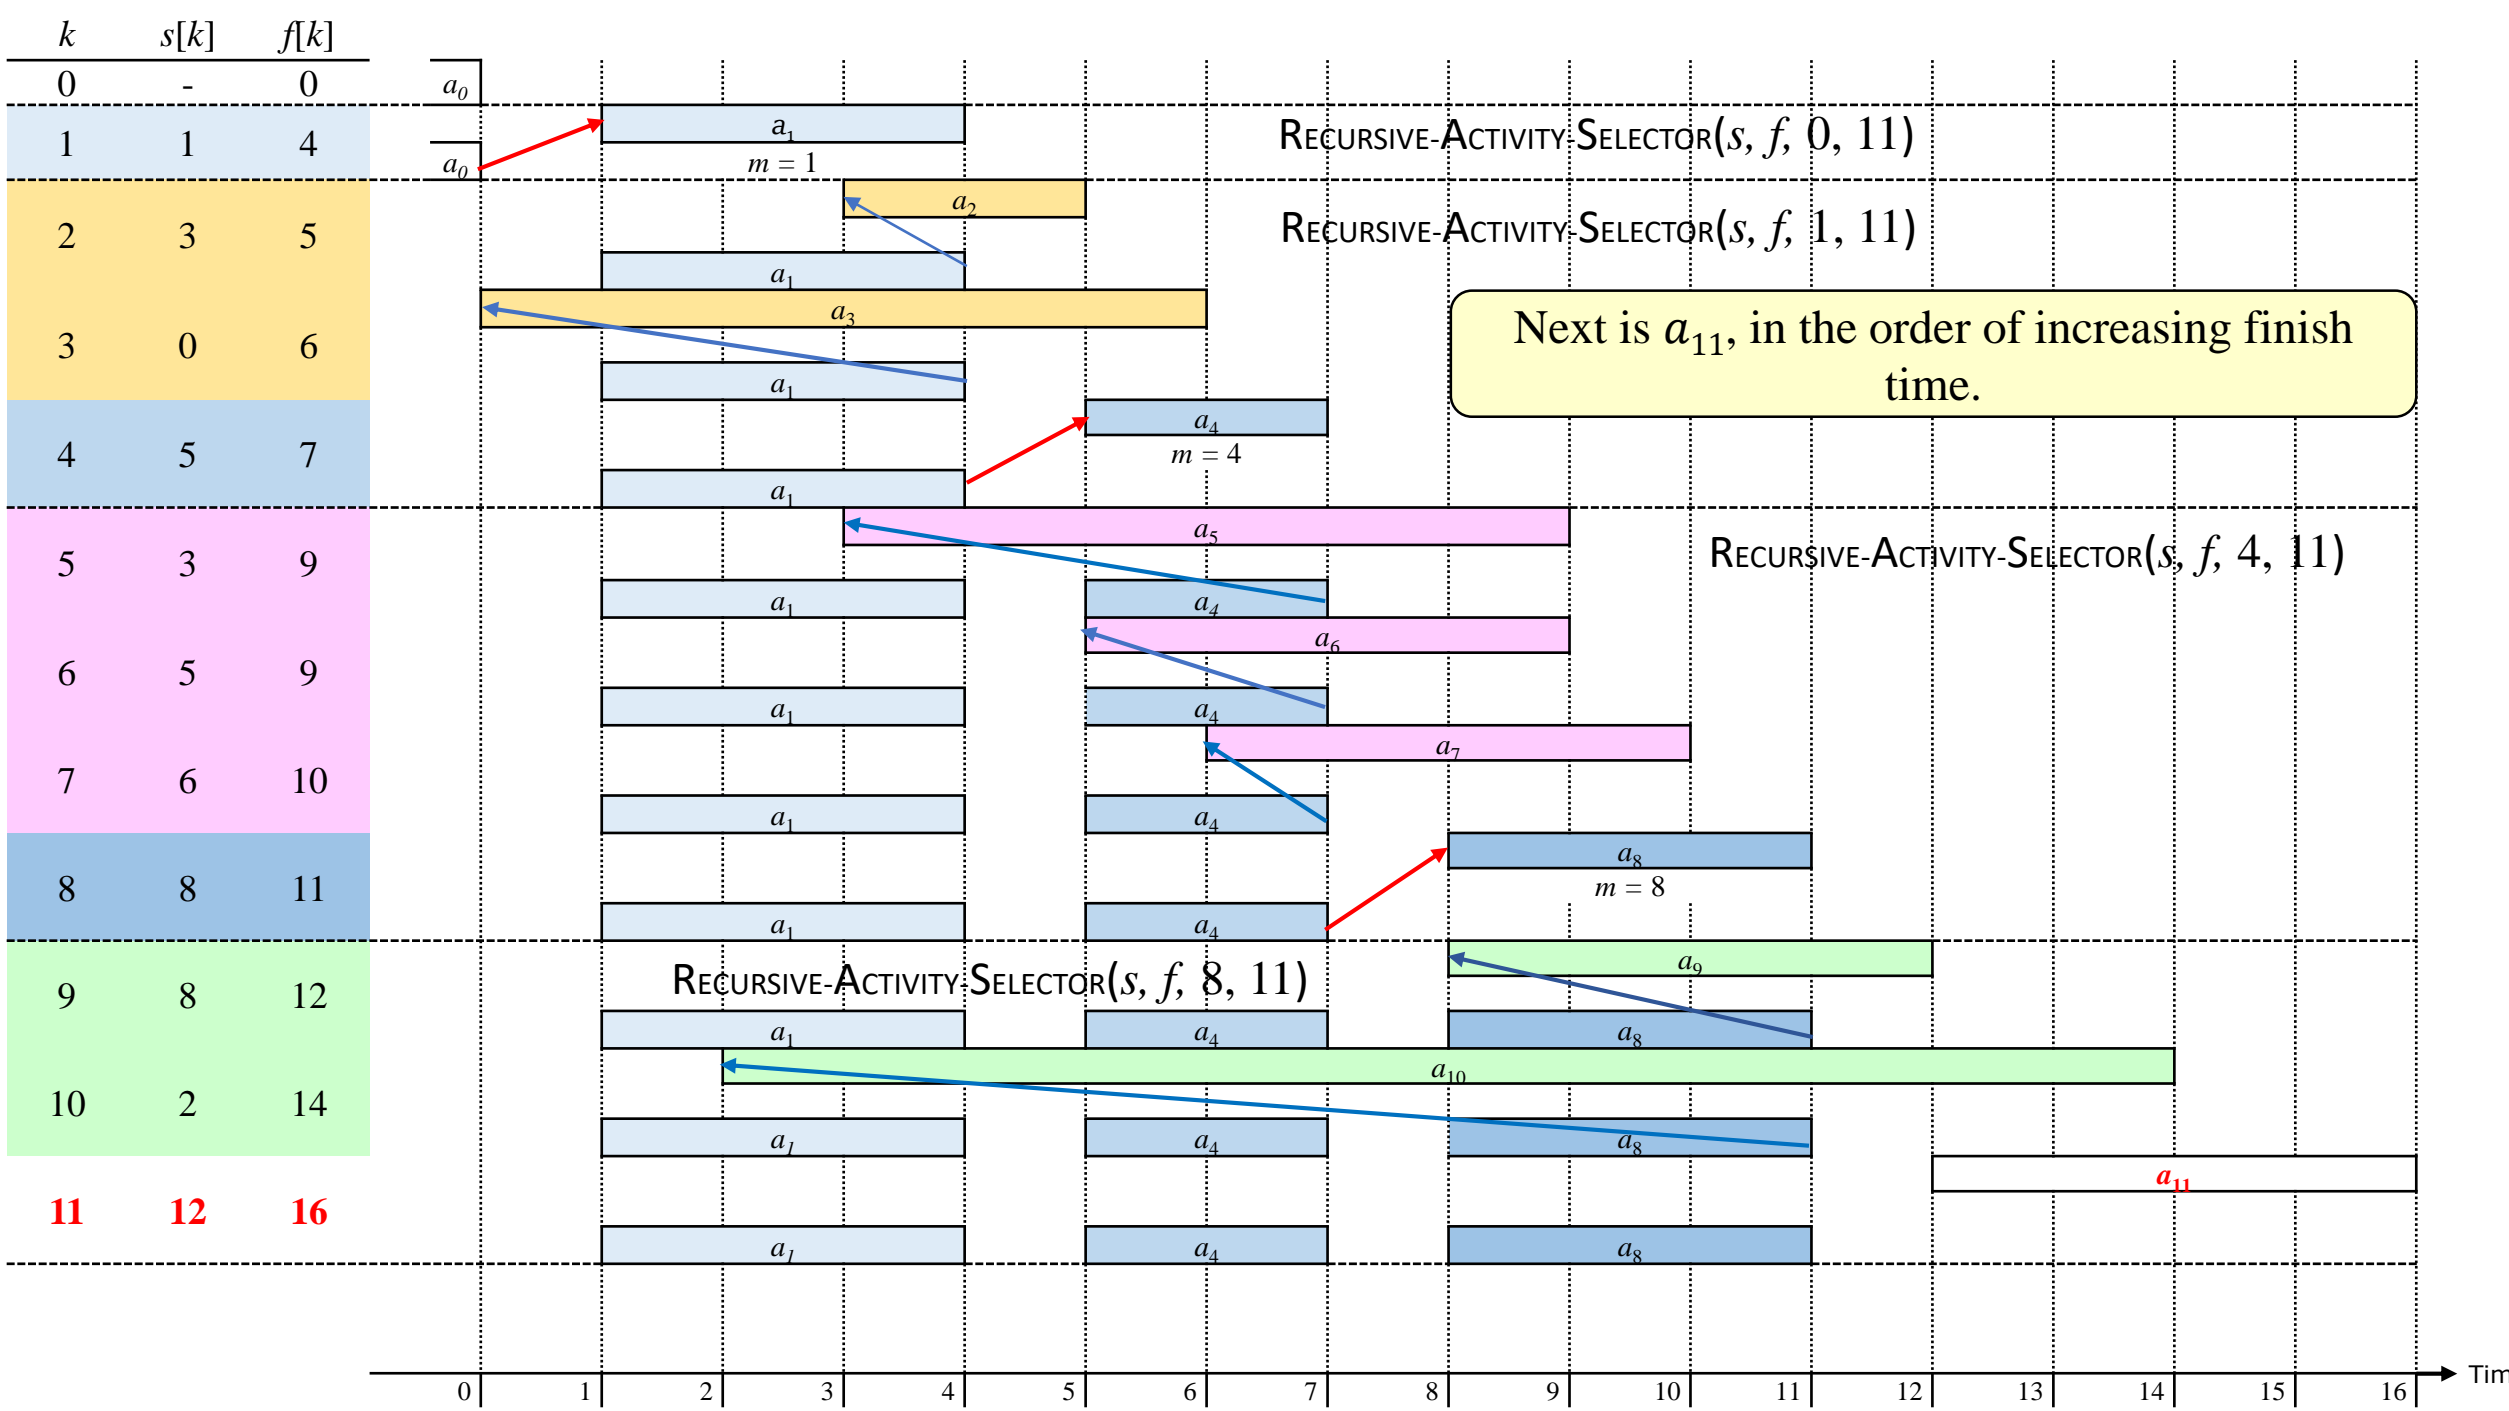 k s[k] f[k]
0 - 0 a0
a1
1 1 4 RECURSIVE-ACTIVITY-SELECTOR(s, f, 0, 11)
a0 m = 1
a2
2 3 5 RECURSIVE-ACTIVITY-SELECTOR(s, f, 1, 11)
a1
a3
Next is a11, in the order of increasing finish
time.
3 0 6
a1
a4
4 5 7 m = 4
a1
a5
5 3 9 RECURSIVE-ACTIVITY-SELECTOR(s, f, 4, 11)
a1 a4
a6
6 5 9
a1 a4
a7
7 6 10
a1 a4
a8
8 8 11 m = 8
a1 a4
a9
9 8 12 RECURSIVE-ACTIVITY-SELECTOR(s, f, 8, 11)
a1 a4 a8
a10
10 2 14
a1 a4 a8
a11
11 12 16
a1 a4 a8
0 1 2 3 4 5 6 7 8 9 10 11 12 13 14 15 16 Tim